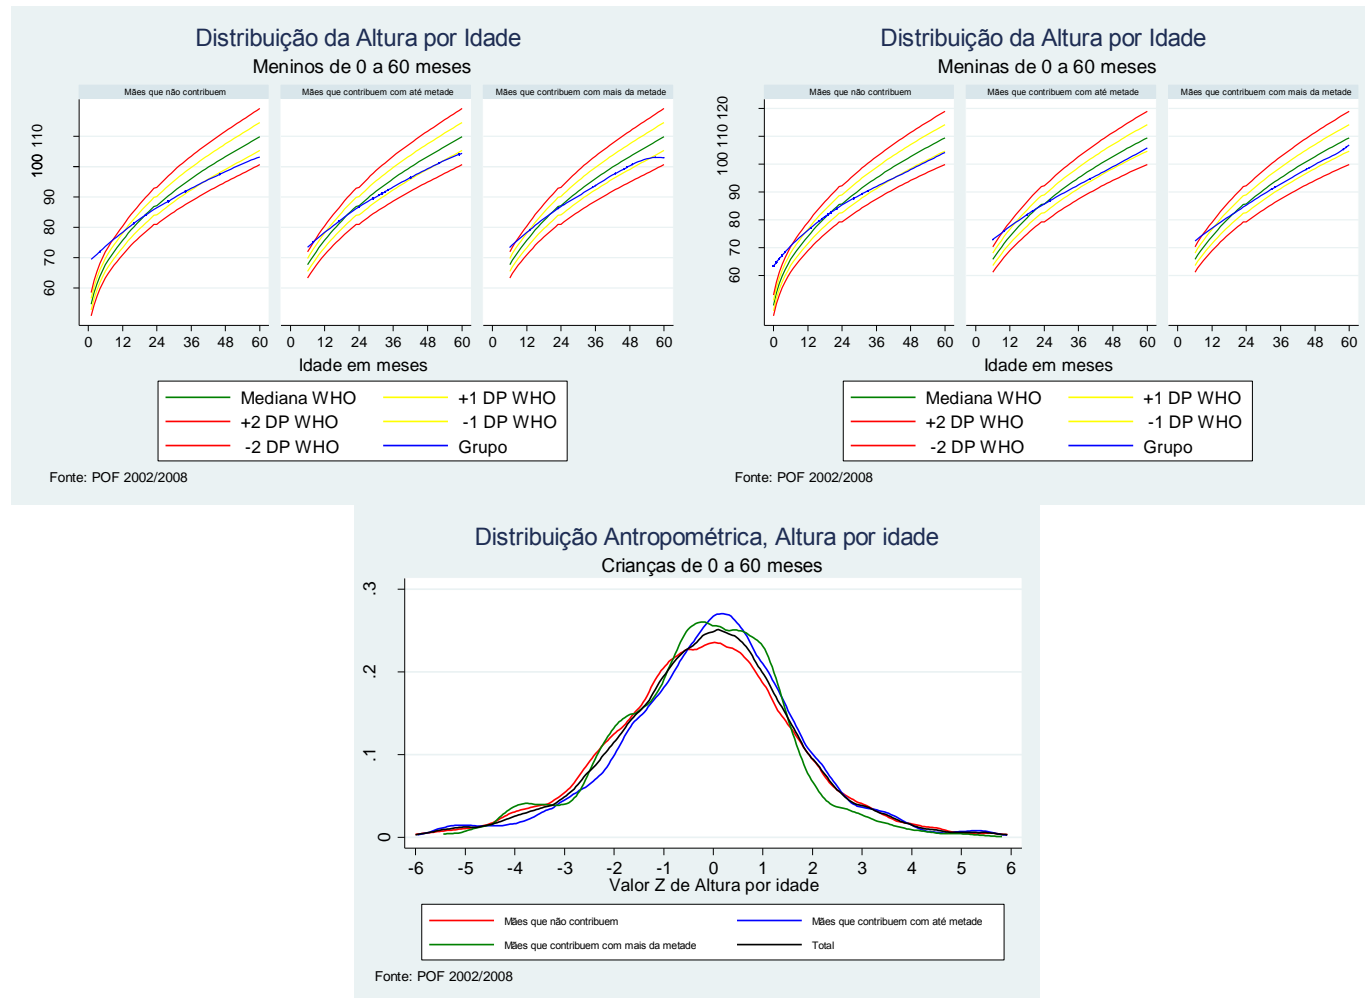 Distribuição da Altura por Idade
Meninos de 0 a 60 meses
Mães que não contribuem Mães que contribuem com até metade Mães que contribuem com mais da metade
60 70 80 90 100 110
0 12 24 36 48 60 0 12 24 36 48 60 0 12 24 36 48 60
Idade em meses
Mediana WHO +1 DP WHO
+2 DP WHO -1 DP WHO
-2 DP WHO Grupo
Fonte: POF 2002/2008
Distribuição da Altura por Idade
Meninas de 0 a 60 meses
Mães que não contribuem Mães que contribuem com até metade Mães que contribuem com mais da metade
60 70 80 90 100 110 120
0 12 24 36 48 60 0 12 24 36 48 60 0 12 24 36 48 60
Idade em meses
Mediana WHO +1 DP WHO
+2 DP WHO -1 DP WHO
-2 DP WHO Grupo
Fonte: POF 2002/2008
Distribuição Antropométrica, Altura por idade
Crianças de 0 a 60 meses
0 .1 .2 .3
-6 -5 -4 -3 -2 -1 0 1 2 3 4 5 6
Valor Z de Altura por idade
Mães que não contribuem Mães que contribuem com até metade
Mães que contribuem com mais da metade Total
Fonte: POF 2002/2008